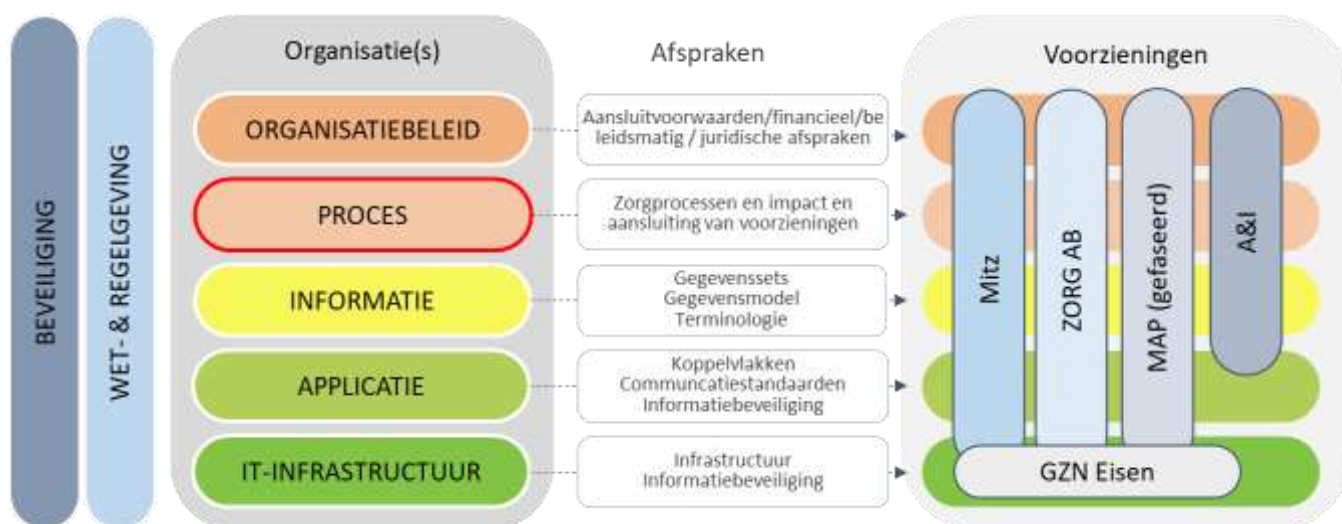 BEVEILIGING
WET- & REGELGEVING
Organisatie(s)
Afspraken
Voorzieningen
ORGANISATIEBELEID
Aansluitvoorwaarden/financieel/be
leidsmatig / juridische afspraken
PROCES
Zorgprocessen en impact en
aansluiting van voorzieningen
INFORMATIE
Gegevenssets
Gegevensmodel
Terminologie
APPLICATIE
Koppelvlakken
Communcatiestandaarden
Informatiebeveiliging
IT-INFRASTRUCTUUR
Infrastructuur
Informatiebeveiliging
Mitz
ZORG AB
MAP (gefaseerd)
A&I
GZN Eisen